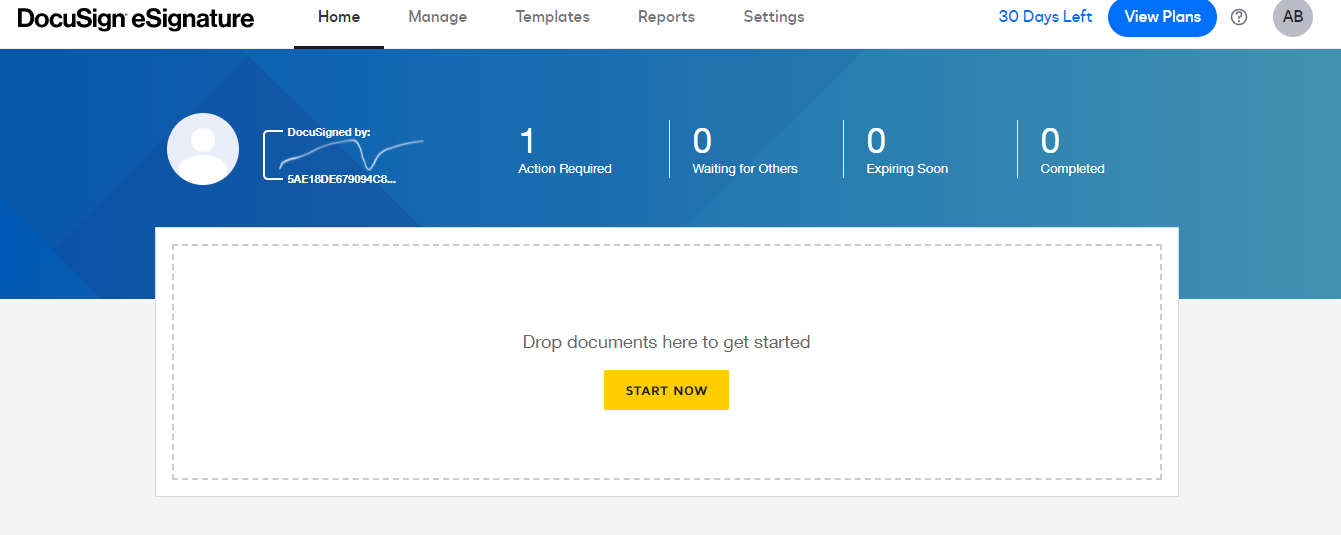 DocuSign eSignature
Home Manage Templates Reports Settings
30 Days Left View Plans ? AB
DocuSigned by:
5AE18DE679094C8...
1 0 0 0
Action Required Waiting for Others Expiring Soon Completed
Drop documents here to get started
START NOW